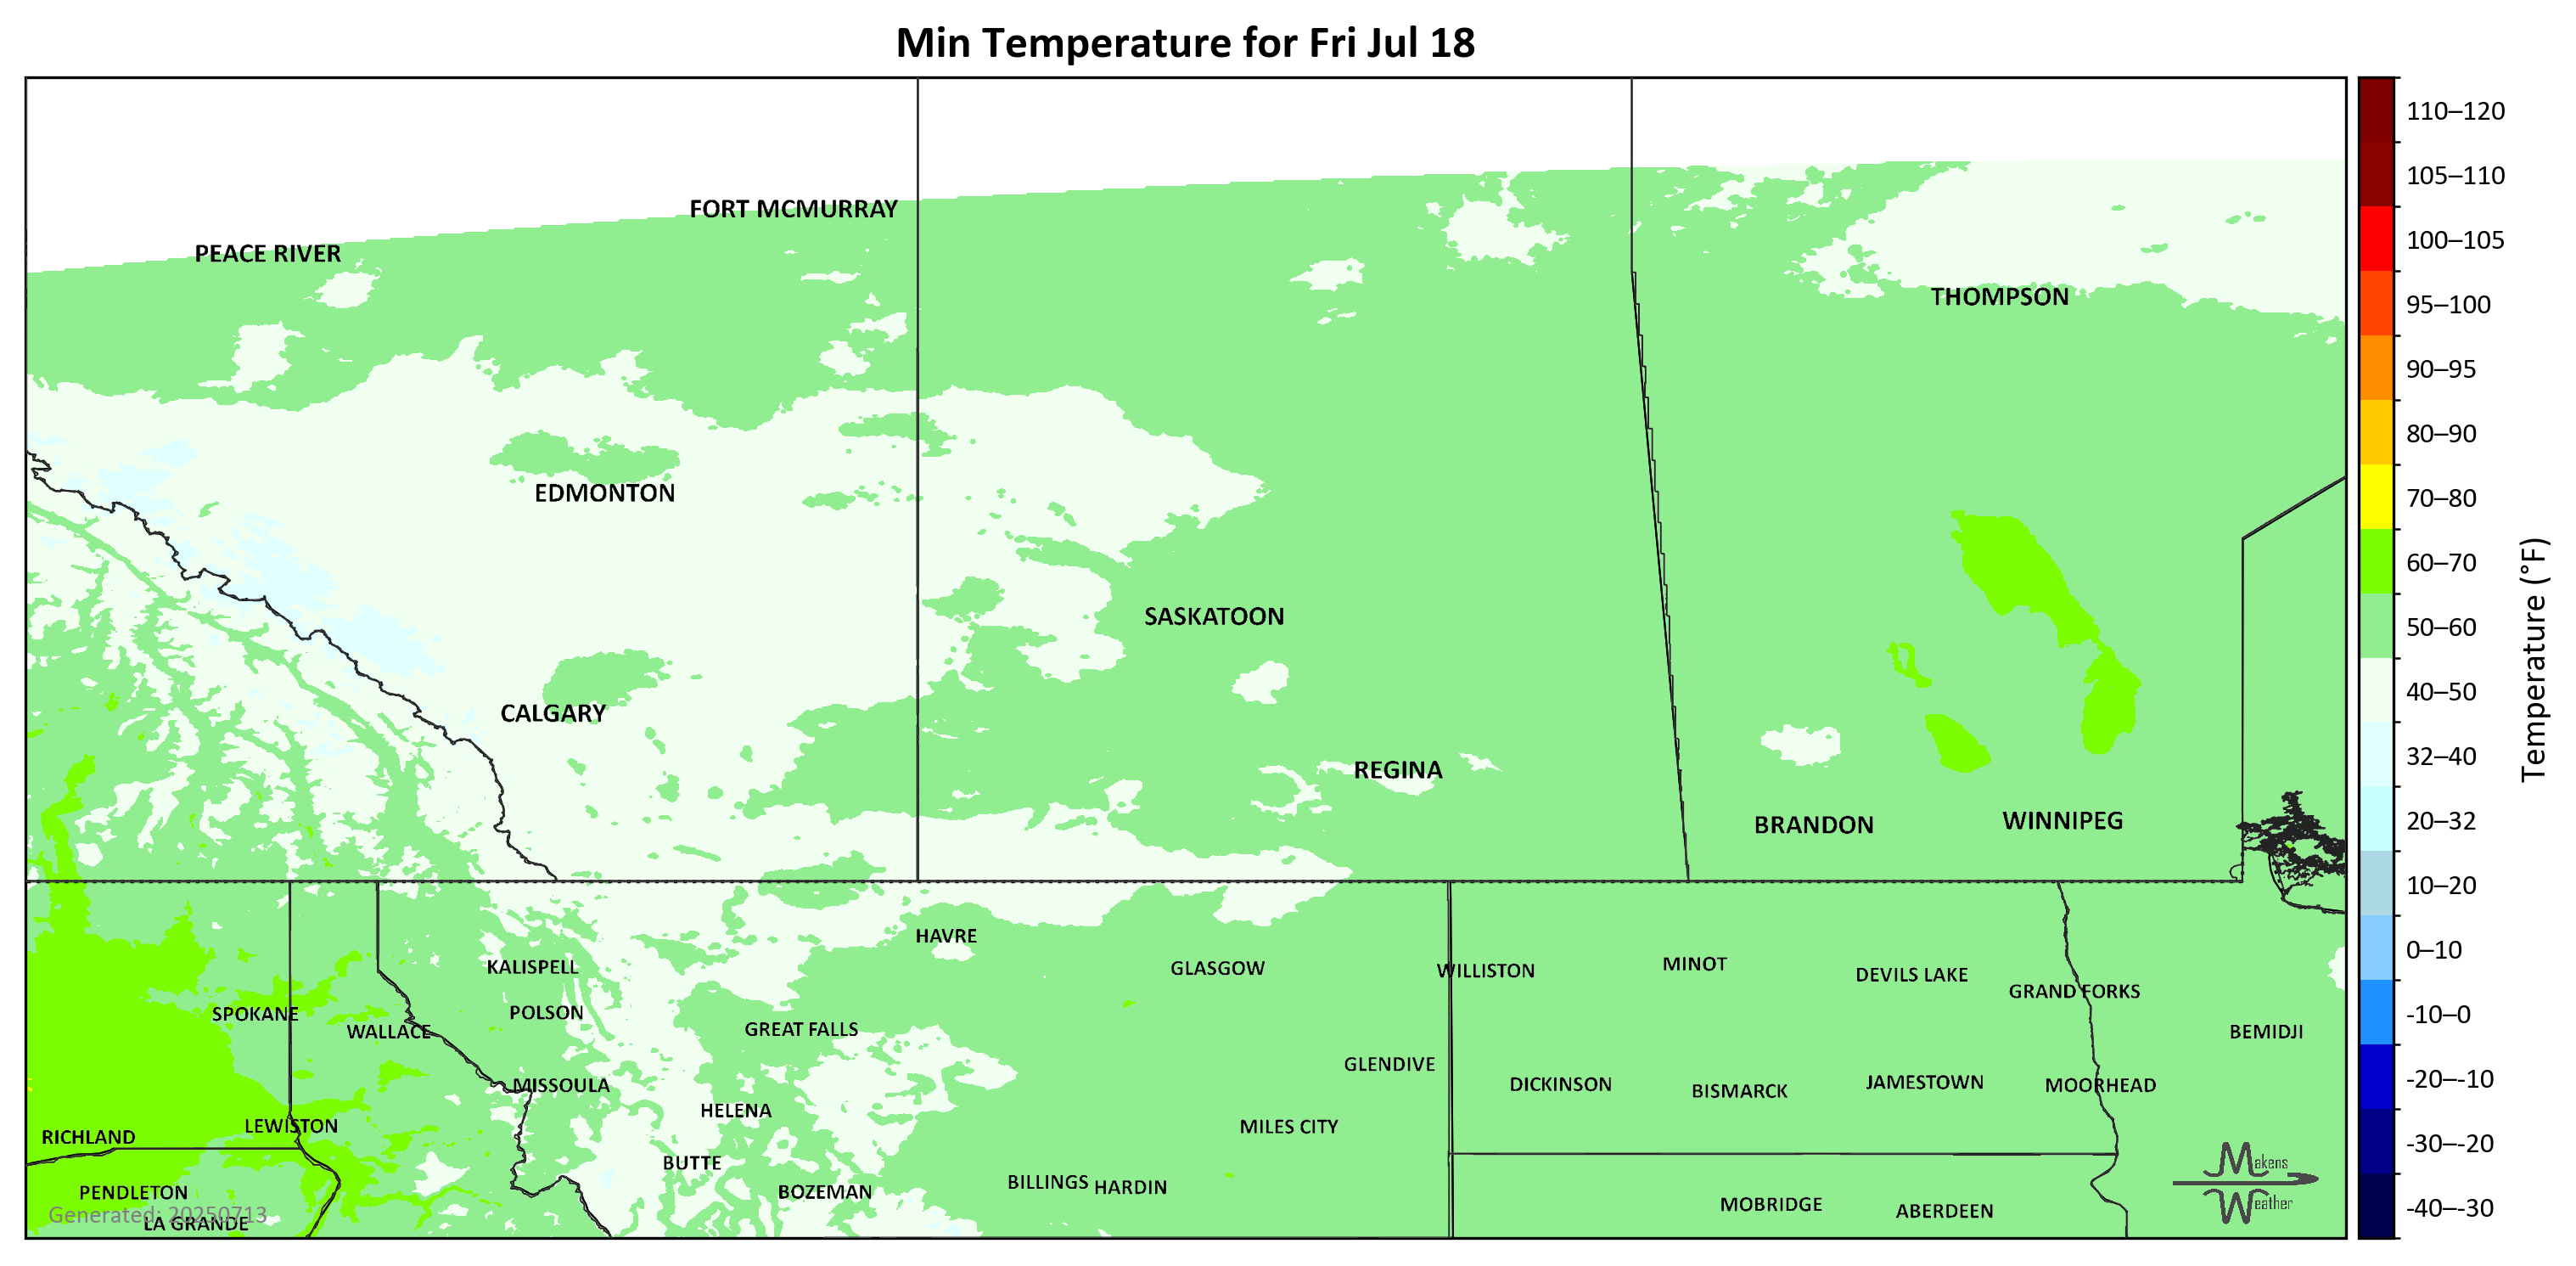 Min Temperature for Fri Jul 18
FORT MCMURRAY
PEACE RIVER
THOMPSON
EDMONTON
SASKATOON
CALGARY
REGINA
BRANDON
WINNIPEG
HAVRE
KALISPELL
GLASGOW
WILLISTON
MINOT
DEVILS LAKE
GRAND FORKS
SPOKANE
POLSON
WALLACE
GREAT FALLS
BEMIDJI
GLENDIVE
MISSOULA
DICKINSON
BISMARCK
JAMESTOWN
MOORHEAD
HELENA
LEWISTON
MILES CITY
RICHLAND
BUTTE
PENDLETON
BOZEMAN
BILLINGS
HARDIN
MOBRIDGE
ABERDEEN
Generated: 20250713
LA GRANDE
Makens
Weather
110–120
105–110
100–105
95–100
90–95
80–90
70–80
60–70
50–60
40–50
32–40
20–32
10–20
0–10
-10–0
-20–-10
-30–-20
-40–-30
Temperature (°F)